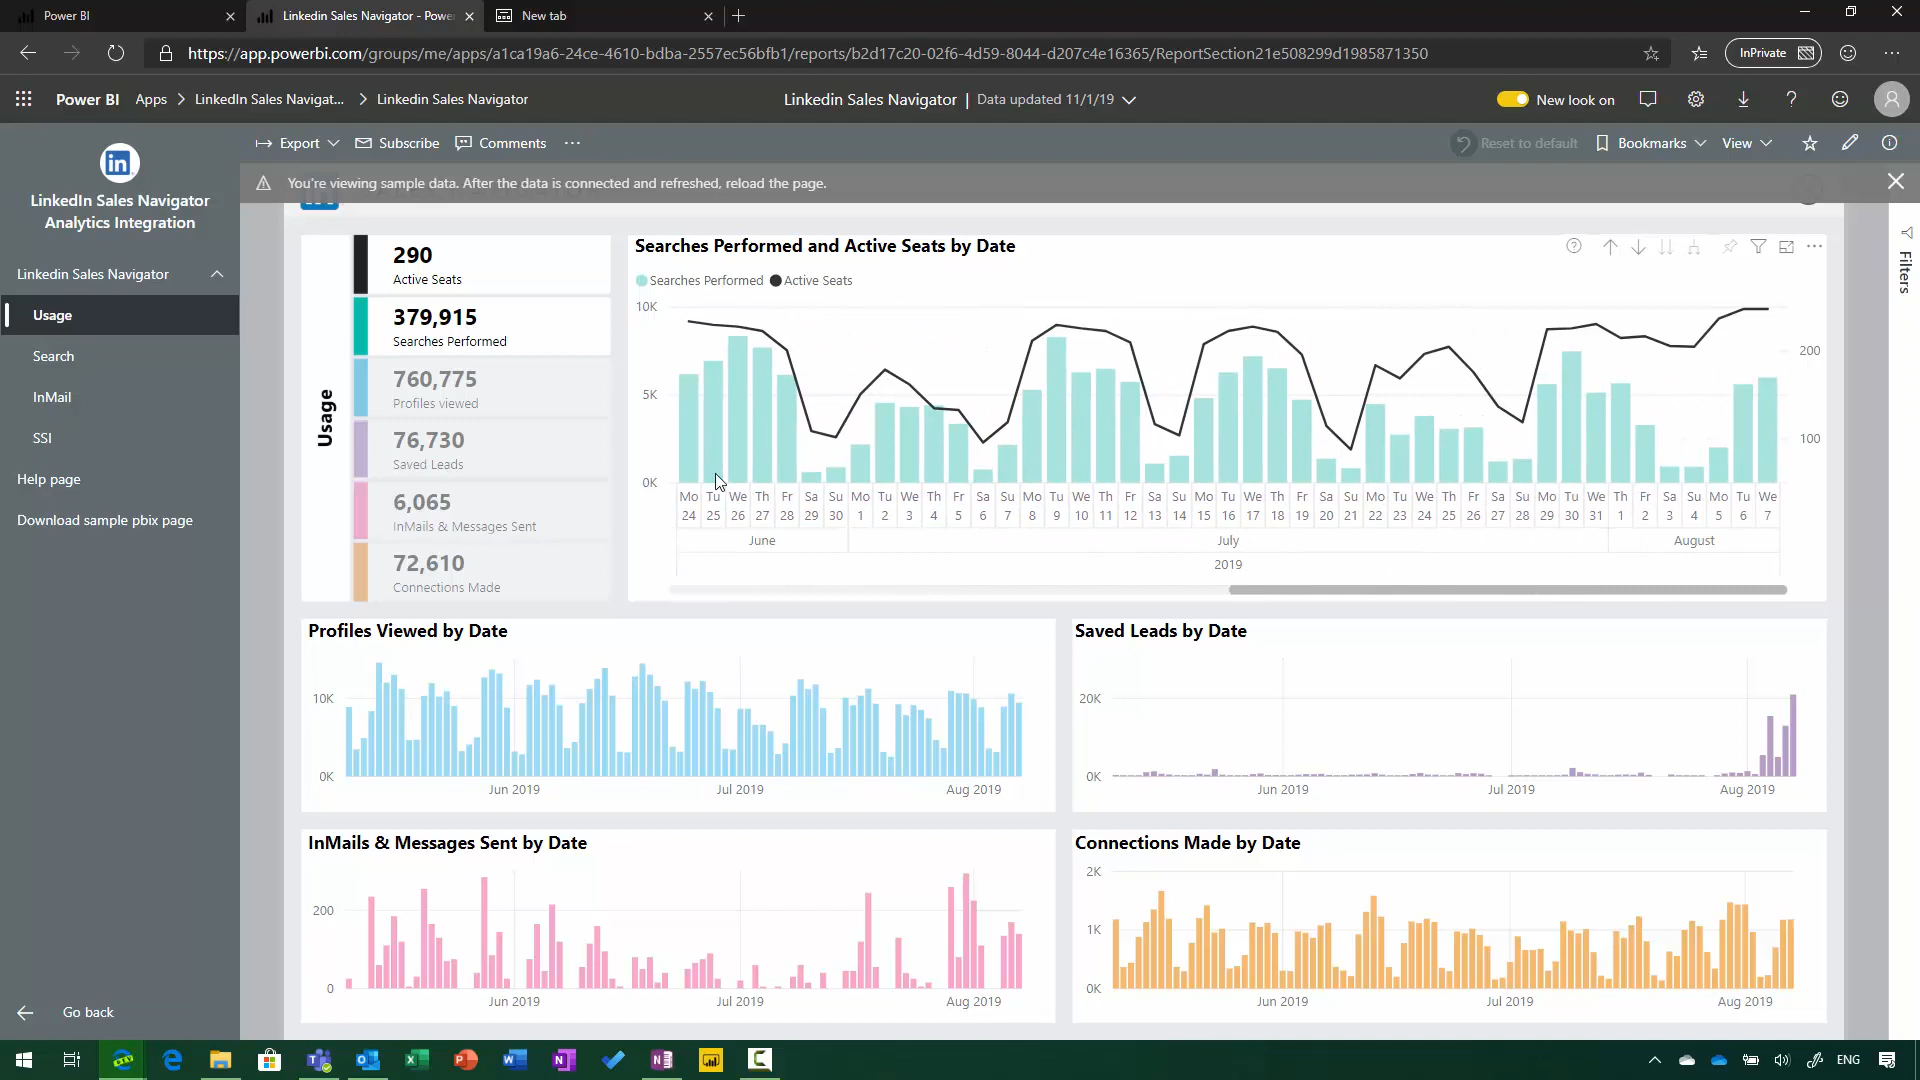 Power BI
Linkedin Sales Navigator - Powe
New tab
https://app.powerbi.com/groups/me/apps/a1ca19a6-24ce-4610-bdba-2557ec56bfb1/reports/b2d17c20-02f6-4d59-8044-d207c4e16365/ReportSection21e508299d1985871350
InPrivate
Power BI Apps LinkedIn Sales Navigat... Linkedin Sales Navigator
Linkedin Sales Navigator | Data updated 11/1/19
New look on
Export Subscribe Comments
Reset to default Bookmarks View
You're viewing sample data. After the data is connected and refreshed, reload the page.
in
LinkedIn Sales Navigator
Analytics Integration
Linkedin Sales Navigator
Usage
Search
InMail
SSI
Help page
Download sample pbix page
Go back
Filters
Usage
290
Active Seats
379,915
Searches Performed
760,775
Profiles viewed
76,730
Saved Leads
6,065
InMails & Messages Sent
72,610
Connections Made
Searches Performed and Active Seats by Date
Searches Performed Active Seats
10K
5K
0K
200
100
Mo Tu We Th Fr Sa Su Mo Tu We Th Fr Sa Su Mo Tu We Th Fr Sa Su Mo Tu We Th Fr Sa Su Mo Tu We Th Fr Sa Su Mo Tu We Th Fr Sa Su Mo Tu We
24 25 26 27 28 29 30 1 2 3 4 5 6 7 8 9 10 11 12 13 14 15 16 17 18 19 20 21 22 23 24 25 26 27 28 29 30 31 1 2 3 4 5 6 7
June July August
2019
Profiles Viewed by Date
10K
0K
Jun 2019 Jul 2019 Aug 2019
Saved Leads by Date
20K
0K
Jun 2019 Jul 2019 Aug 2019
InMails & Messages Sent by Date
200
0
Jun 2019 Jul 2019 Aug 2019
Connections Made by Date
2K
1K
0K
Jun 2019 Jul 2019 Aug 2019
ENG